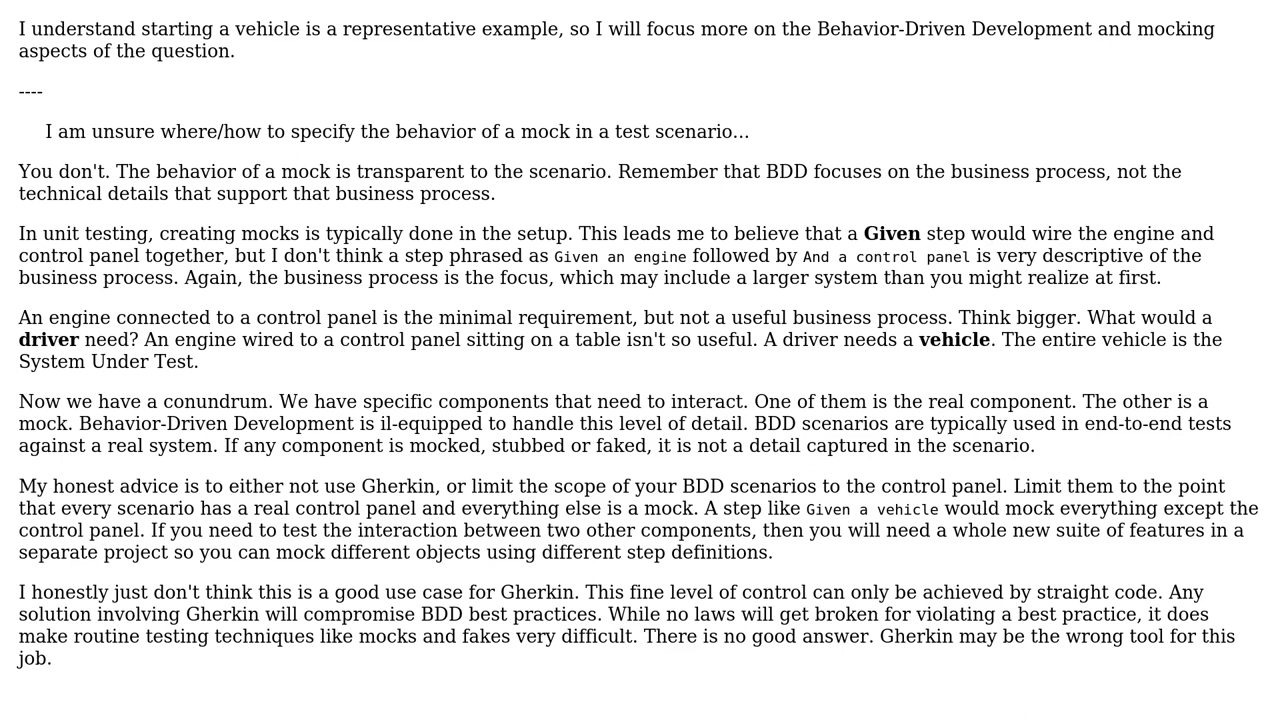 I understand starting a vehicle is a representative example, so I will focus more on the Behavior-Driven Development and mocking
aspects of the question.
----
I am unsure where/how to specify the behavior of a mock in a test scenario...
You don't. The behavior of a mock is transparent to the scenario. Remember that BDD focuses on the business process, not the
technical details that support that business process.
In unit testing, creating mocks is typically done in the setup. This leads me to believe that a Given step would wire the engine and
control panel together, but I don't think a step phrased as Given an engine followed by And a control panel is very descriptive of the
business process. Again, the business process is the focus, which may include a larger system than you might realize at first.
An engine connected to a control panel is the minimal requirement, but not a useful business process. Think bigger. What would a
driver need? An engine wired to a control panel sitting on a table isn't so useful. A driver needs a vehicle. The entire vehicle is the
System Under Test.
Now we have a conundrum. We have specific components that need to interact. One of them is the real component. The other is a
mock. Behavior-Driven Development is il-equipped to handle this level of detail. BDD scenarios are typically used in end-to-end tests
against a real system. If any component is mocked, stubbed or faked, it is not a detail captured in the scenario.
My honest advice is to either not use Gherkin, or limit the scope of your BDD scenarios to the control panel. Limit them to the point
that every scenario has a real control panel and everything else is a mock. A step like Given a vehicle would mock everything except the
control panel. If you need to test the interaction between two other components, then you will need a whole new suite of features in a
separate project so you can mock different objects using different step definitions.
I honestly just don't think this is a good use case for Gherkin. This fine level of control can only be achieved by straight code. Any
solution involving Gherkin will compromise BDD best practices. While no laws will get broken for violating a best practice, it does
make routine testing techniques like mocks and fakes very difficult. There is no good answer. Gherkin may be the wrong tool for this
job.